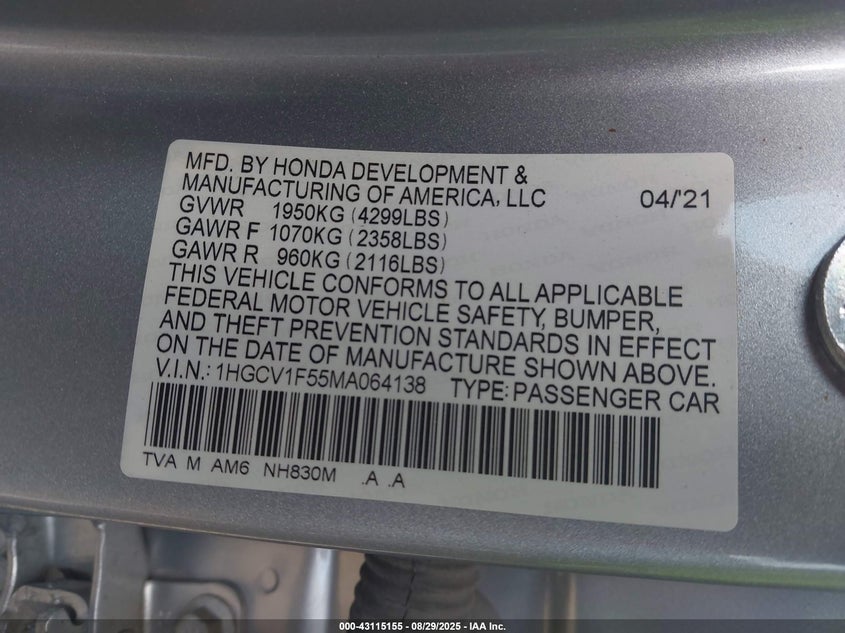 MFD. BY HONDA DEVELOPMENT &
MANUFACTURING OF AMERICA, LLC 04/'21
GVWR 1950KG (4299LBS)
GAWR F 1070KG (2358LBS)
GAWR R 960KG (2116LBS)
THIS VEHICLE CONFORMS TO ALL APPLICABLE
FEDERAL MOTOR VEHICLE SAFETY, BUMPER,
AND THEFT PREVENTION STANDARDS IN EFFECT
ON THE DATE OF MANUFACTURE SHOWN ABOVE.
V.I.N.: 1HGCV1F55MA064138 TYPE: PASSENGER CAR
TVA M AM6 NH830M .A .A
000-43115155 - 08/29/2025 - IAA Inc.